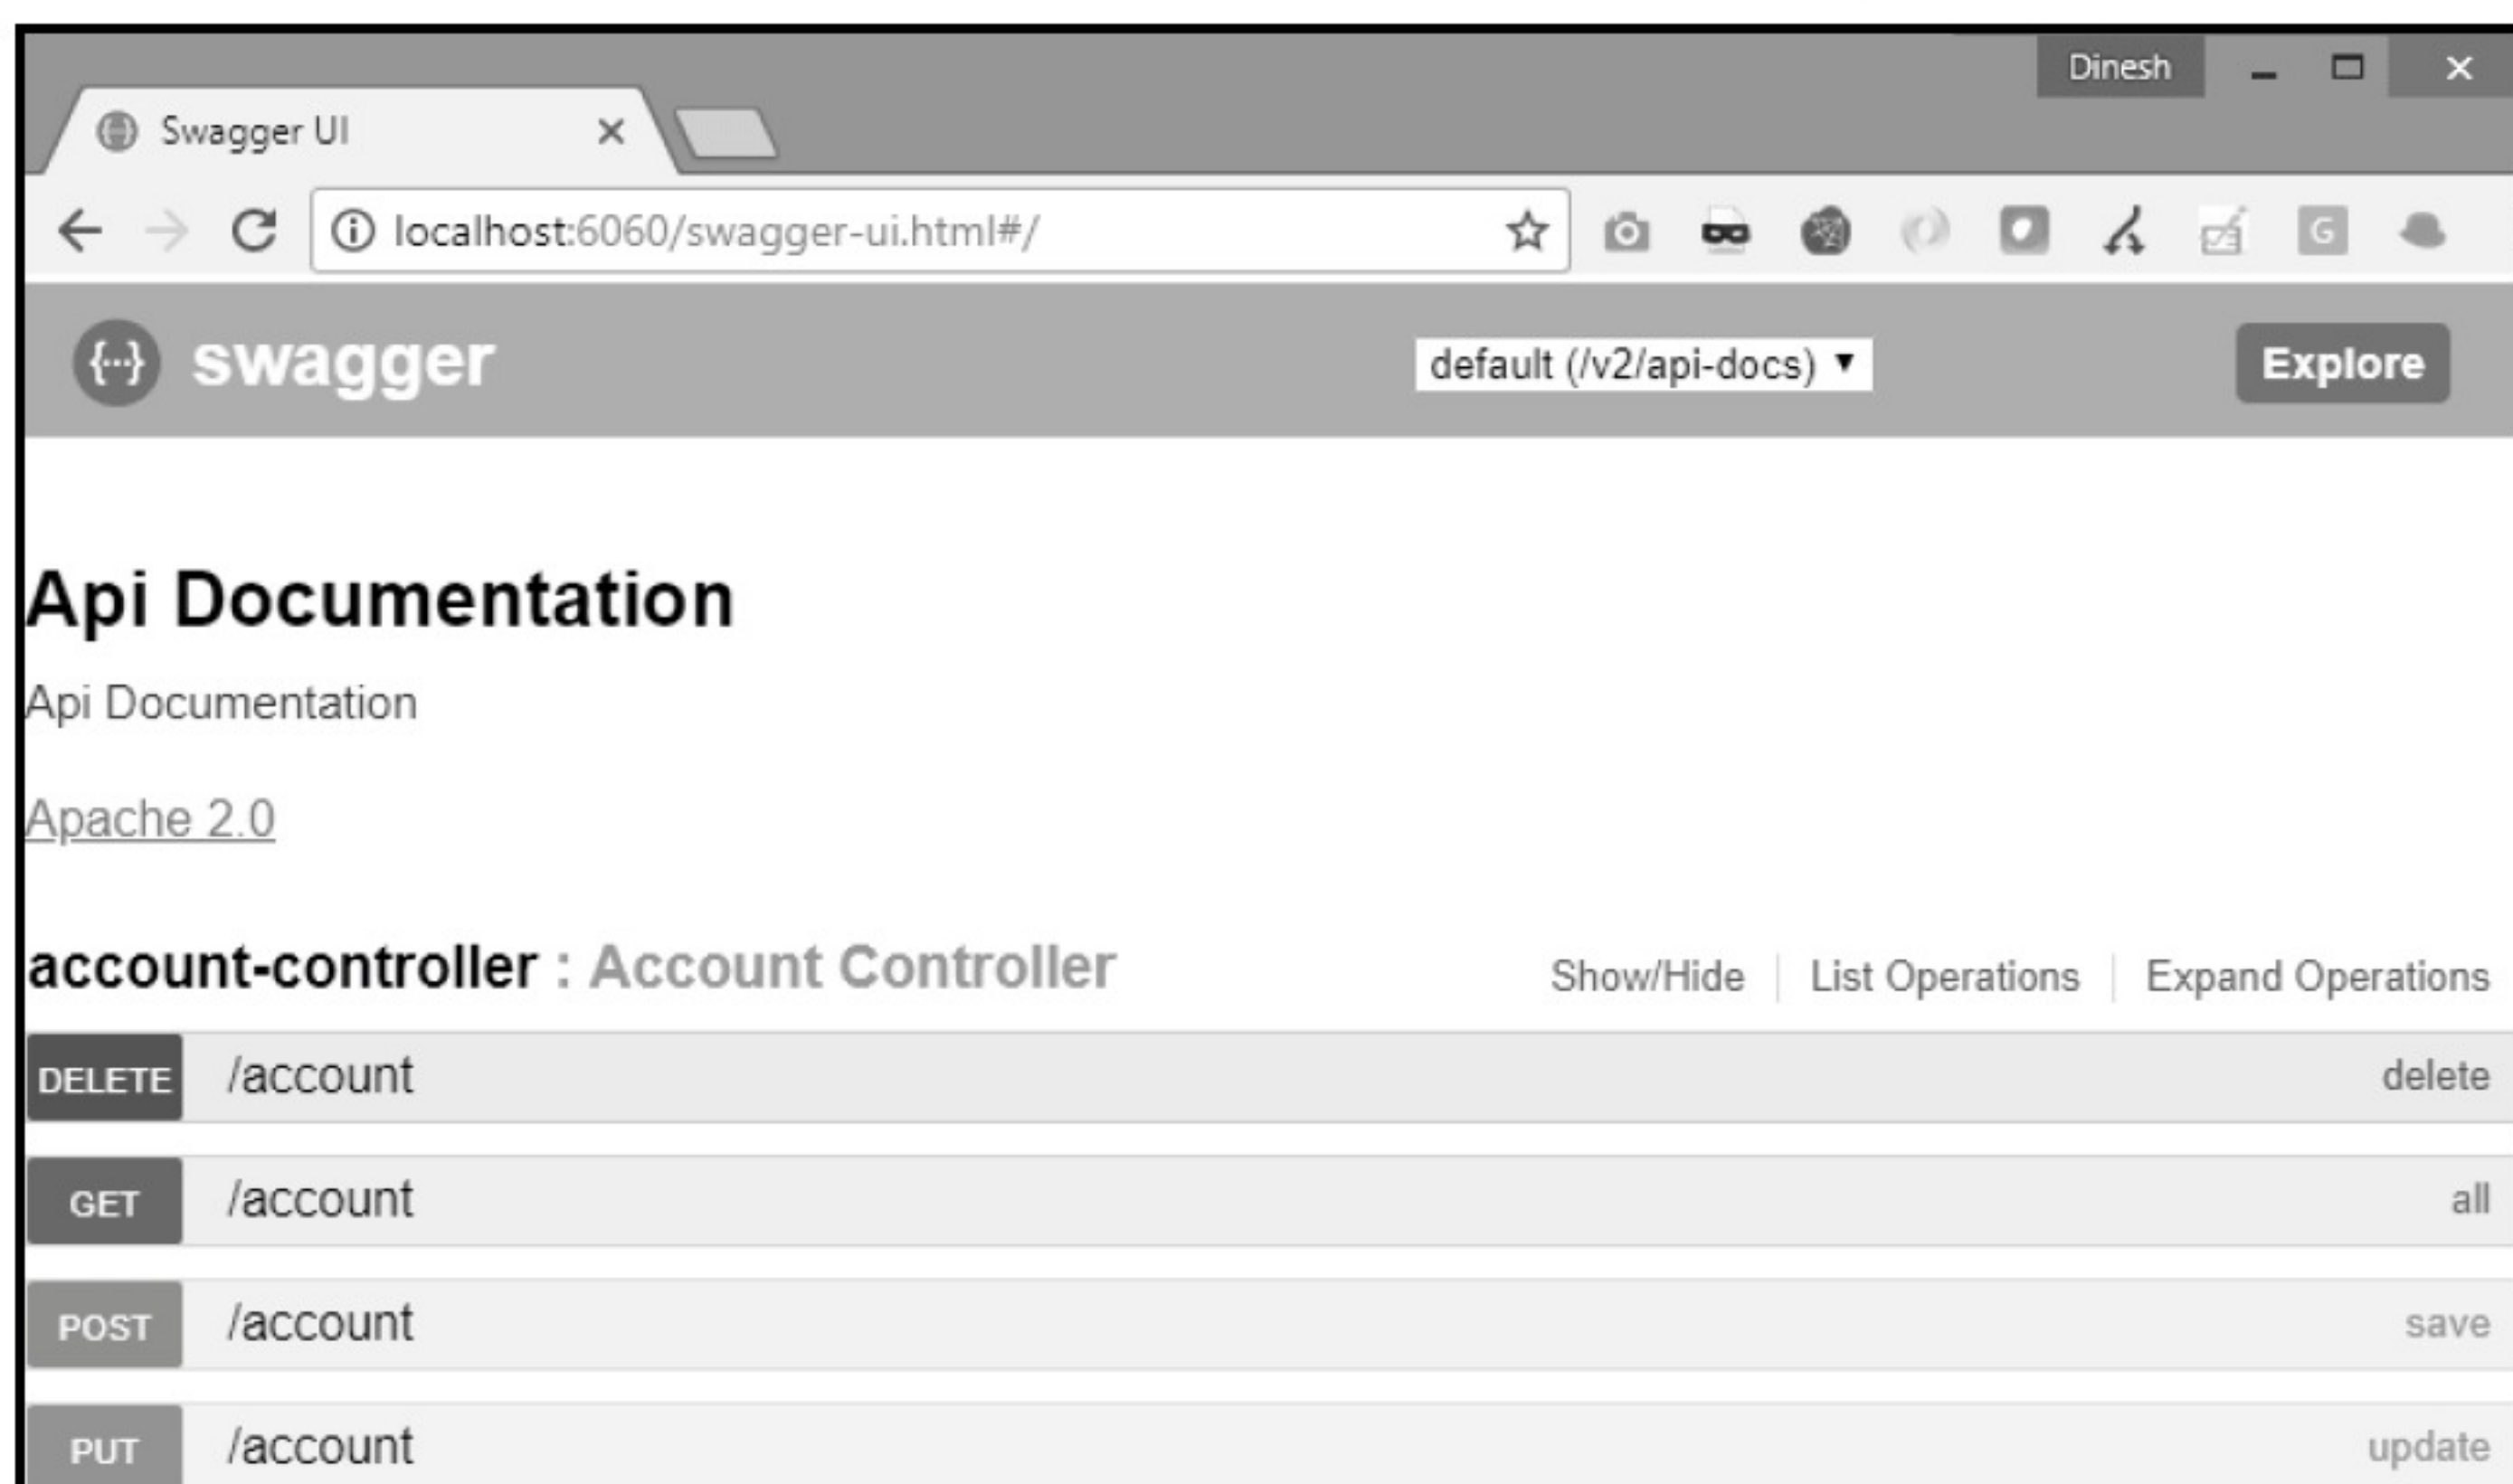 Dinesh
Swagger UI
localhost:6060/swagger-ui.html#/
G
{···} swagger default (/v2/api-docs) Explore
Api Documentation
Api Documentation
Apache 2.0
account-controller : Account Controller Show/Hide List Operations Expand Operations
DELETE /account delete
GET /account all
POST /account save
PUT /account update